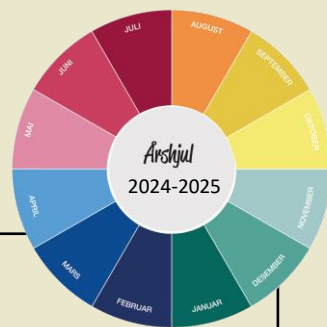 Årshjul
2024-2025
AUGUST
SEPTEMBER
OKTOBER
NOVEMBER
DESEMBER
JANUAR
FEBRUAR
MARS
APRIL
MAI
JUNI
JULI